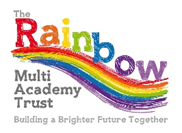 The
Rainbow
Multi
Academy
Trust
Building a Brighter Future Together